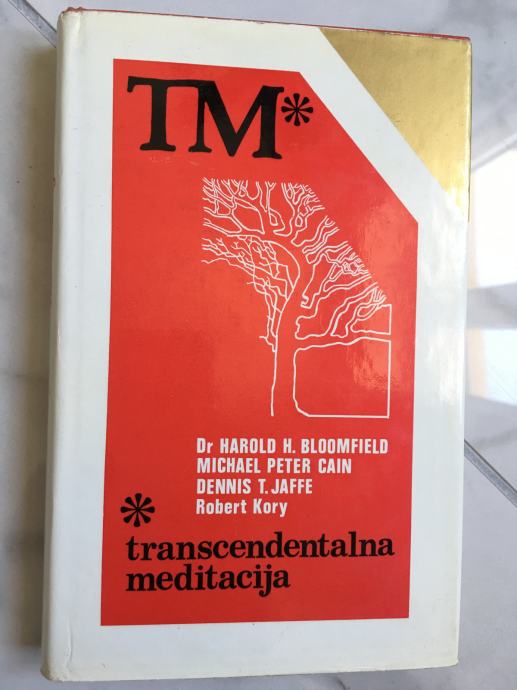 TM*
Dr HAROLD H. BLOOMFIELD
MICHAEL PETER CAIN
DENNIS T. JAFFE
Robert Kory
* transcendentalna
meditacija